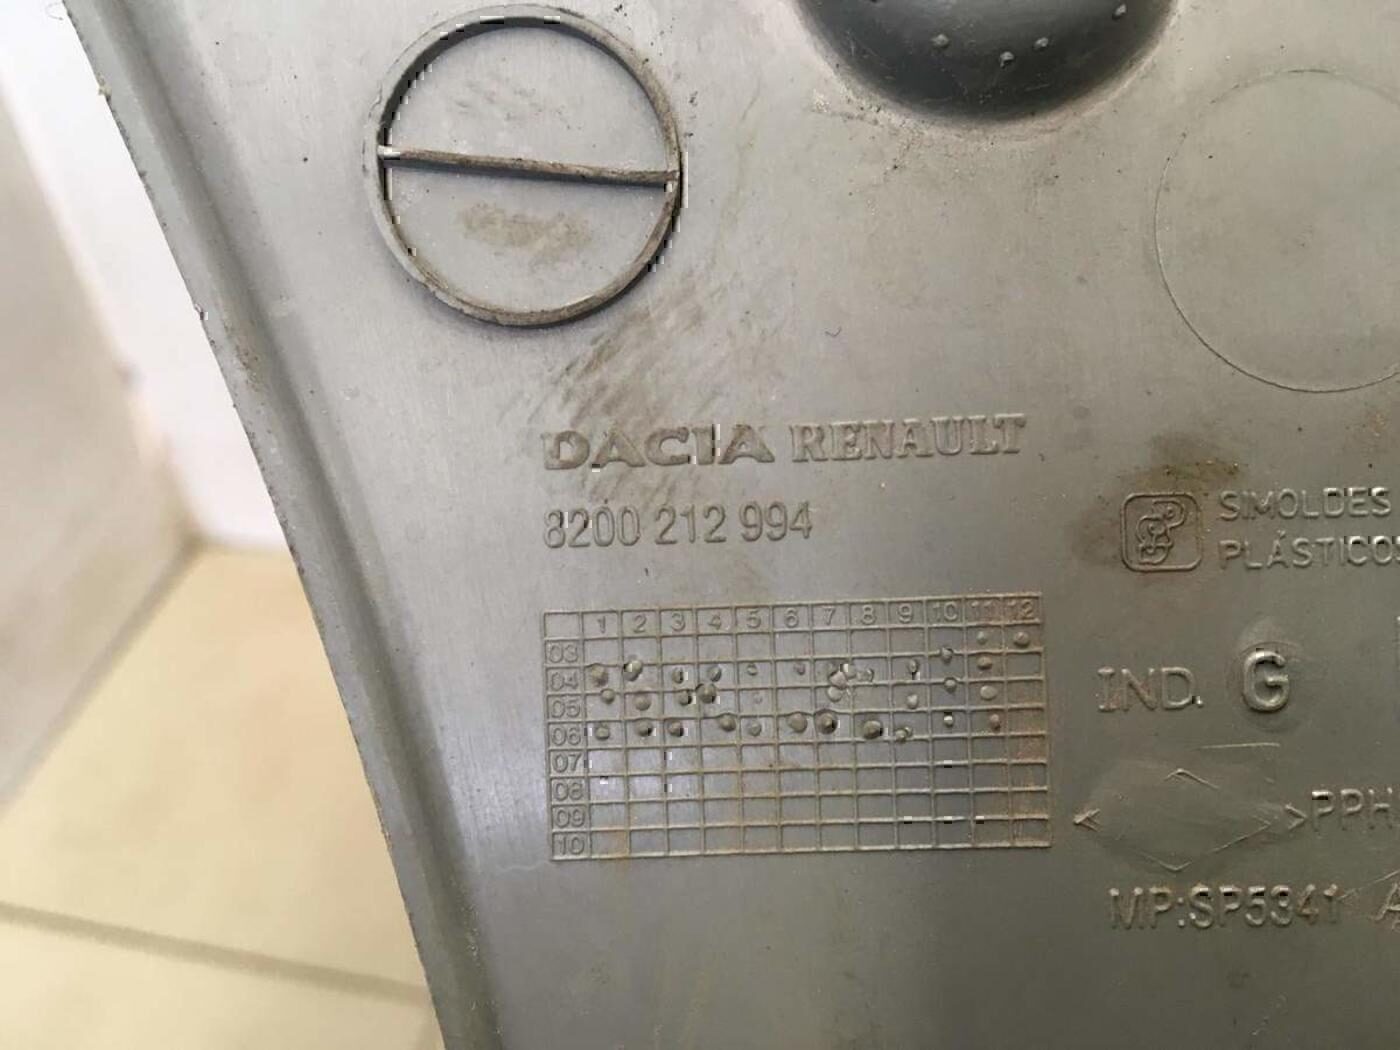 DACIA RENAULT
8200 212 994
SIMOLDES
PLÁSTICOS
1 2 3 4 5 6 7 8 9 10 11 12
03
04
05
06
07
08
09
10
IND. G
>PPH
MP:SP5341 A